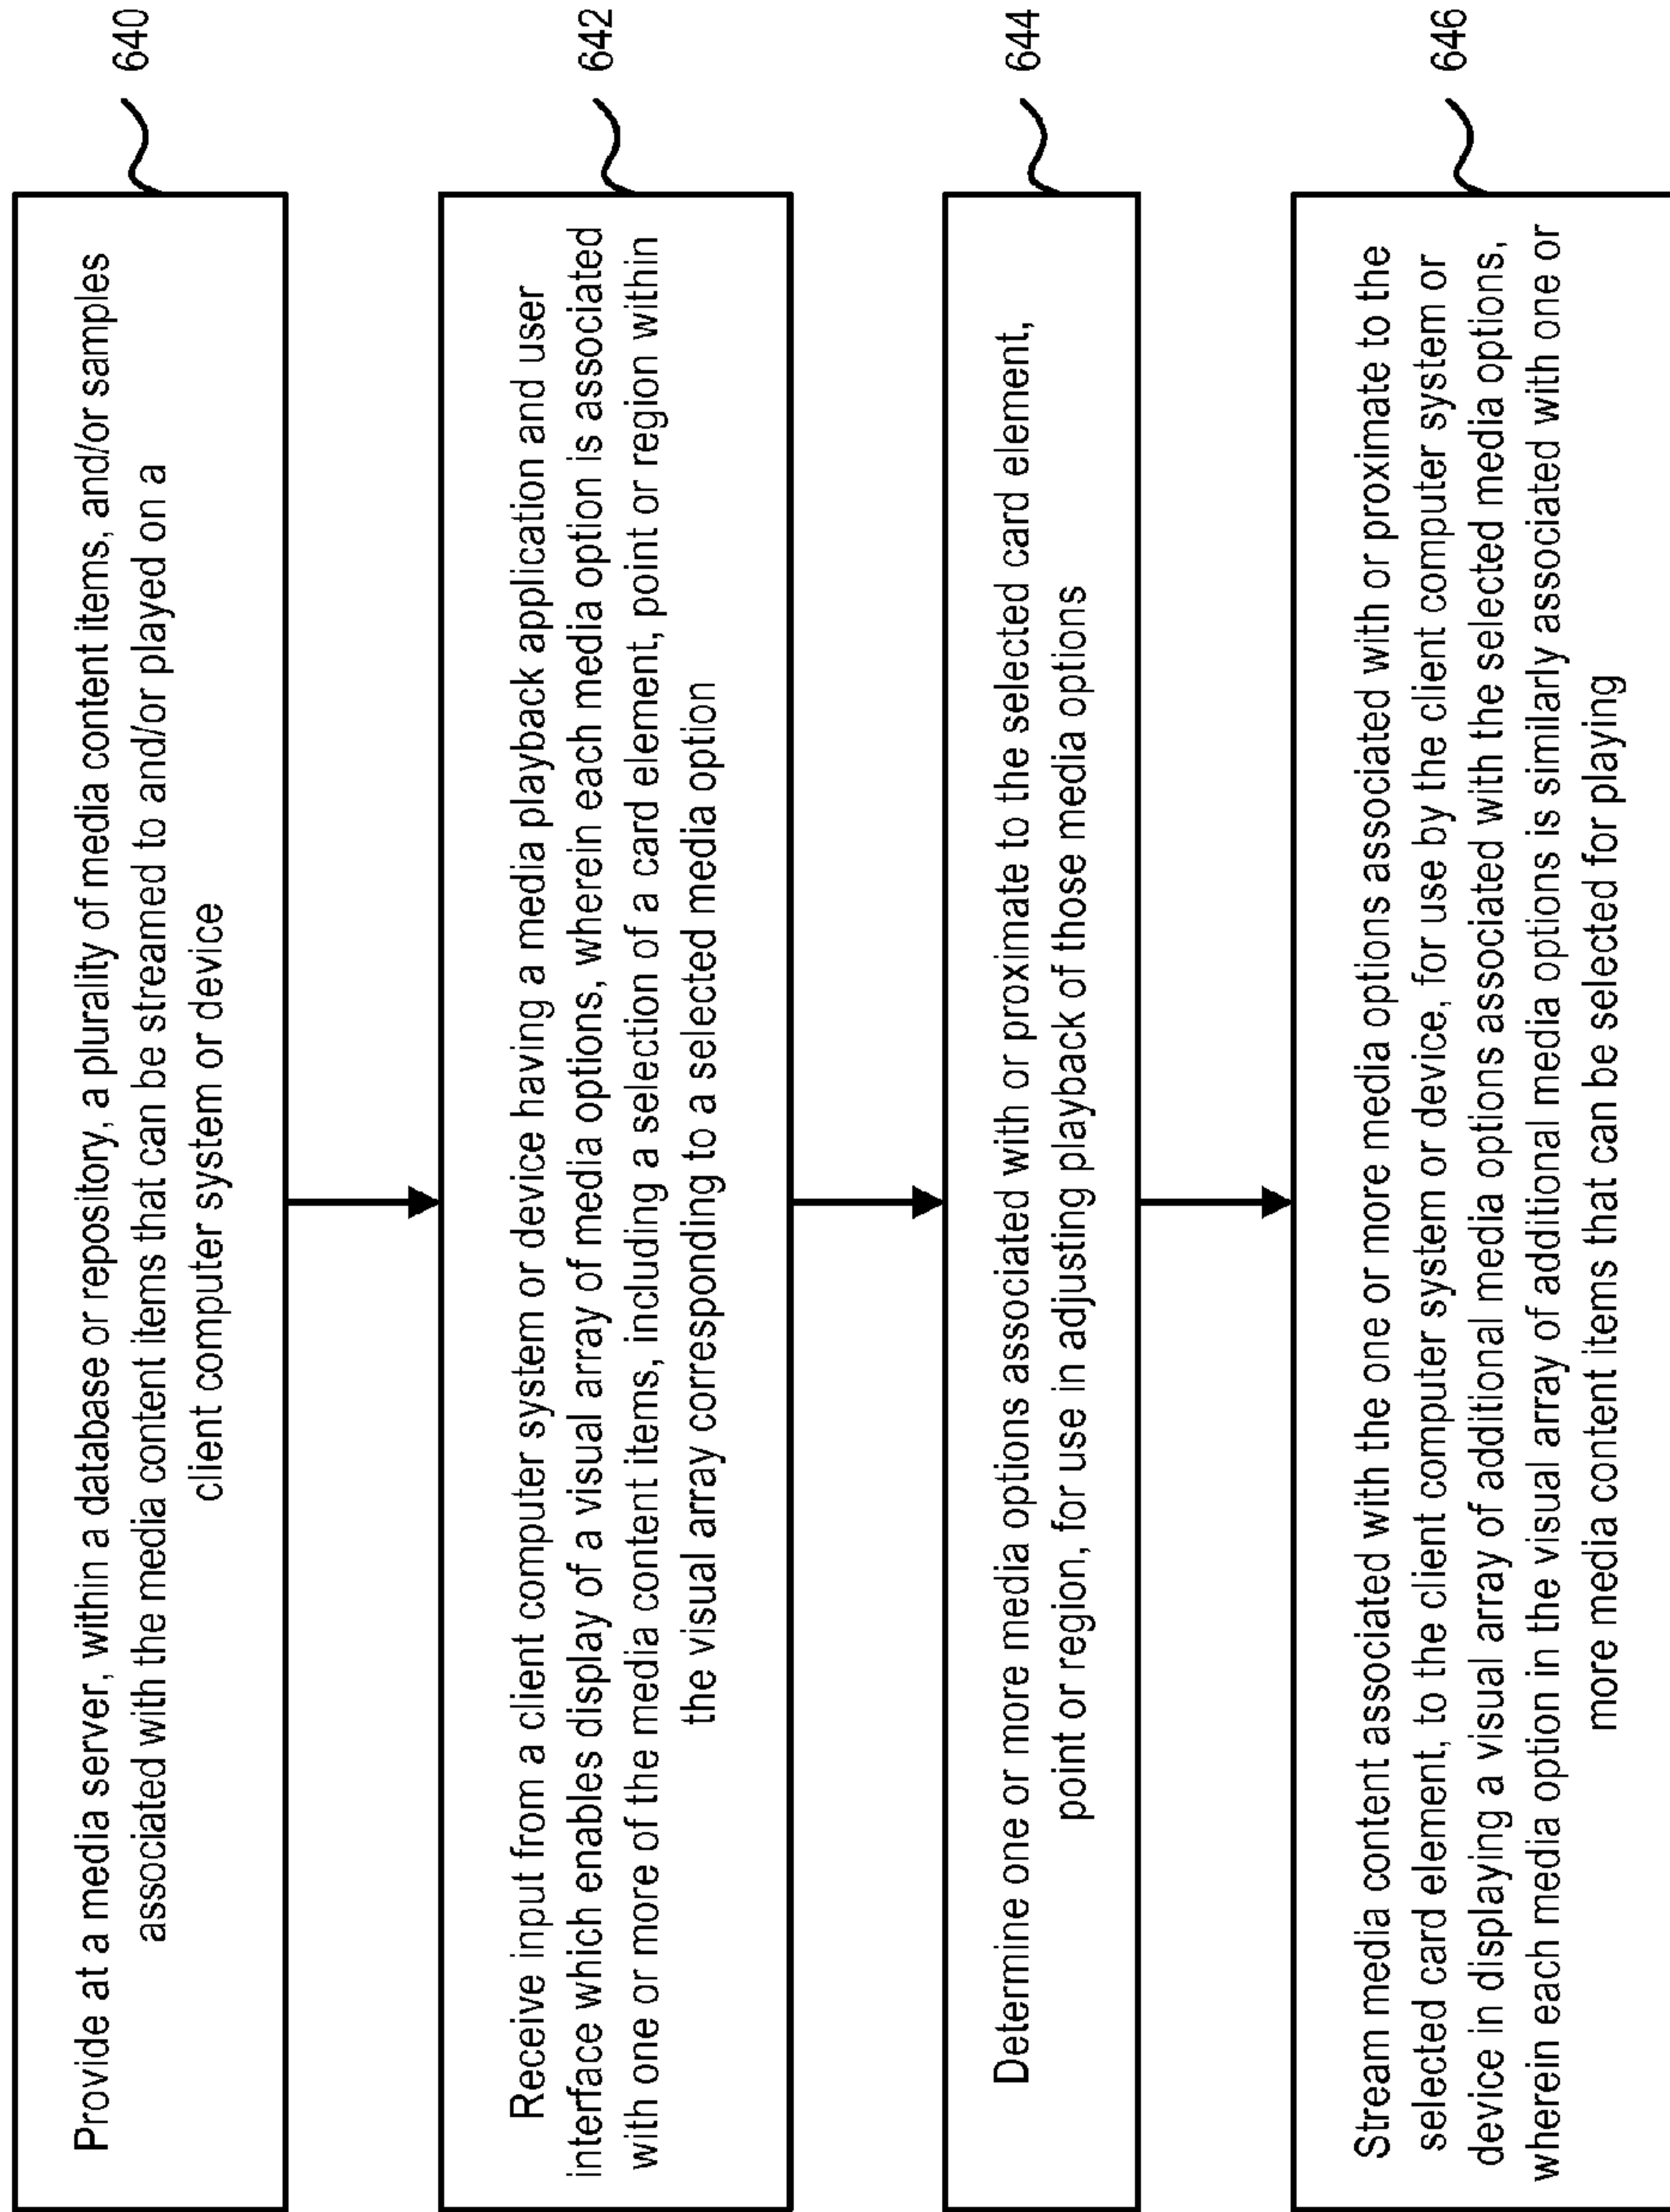 Provide at a media server, within a database or repository, a plurality of media content items, and/or samples
associated with the media content items that can be streamed to and/or played on a
client computer system or device
640
Receive input from a client computer system or device having a media playback application and user
interface which enables display of a visual array of media options, wherein each media option is associated
with one or more of the media content items, including a selection of a card element, point or region within
the visual array corresponding to a selected media option
642
Determine one or more media options associated with or proximate to the selected card element,
point or region, for use in adjusting playback of those media options
644
Stream media content associated with the one or more media options associated with or proximate to the
selected card element, to the client computer system or device, for use by the client computer system or
device in displaying a visual array of additional media options associated with the selected media options,
wherein each media option in the visual array of additional media options is similarly associated with one or
more media content items that can be selected for playing
646